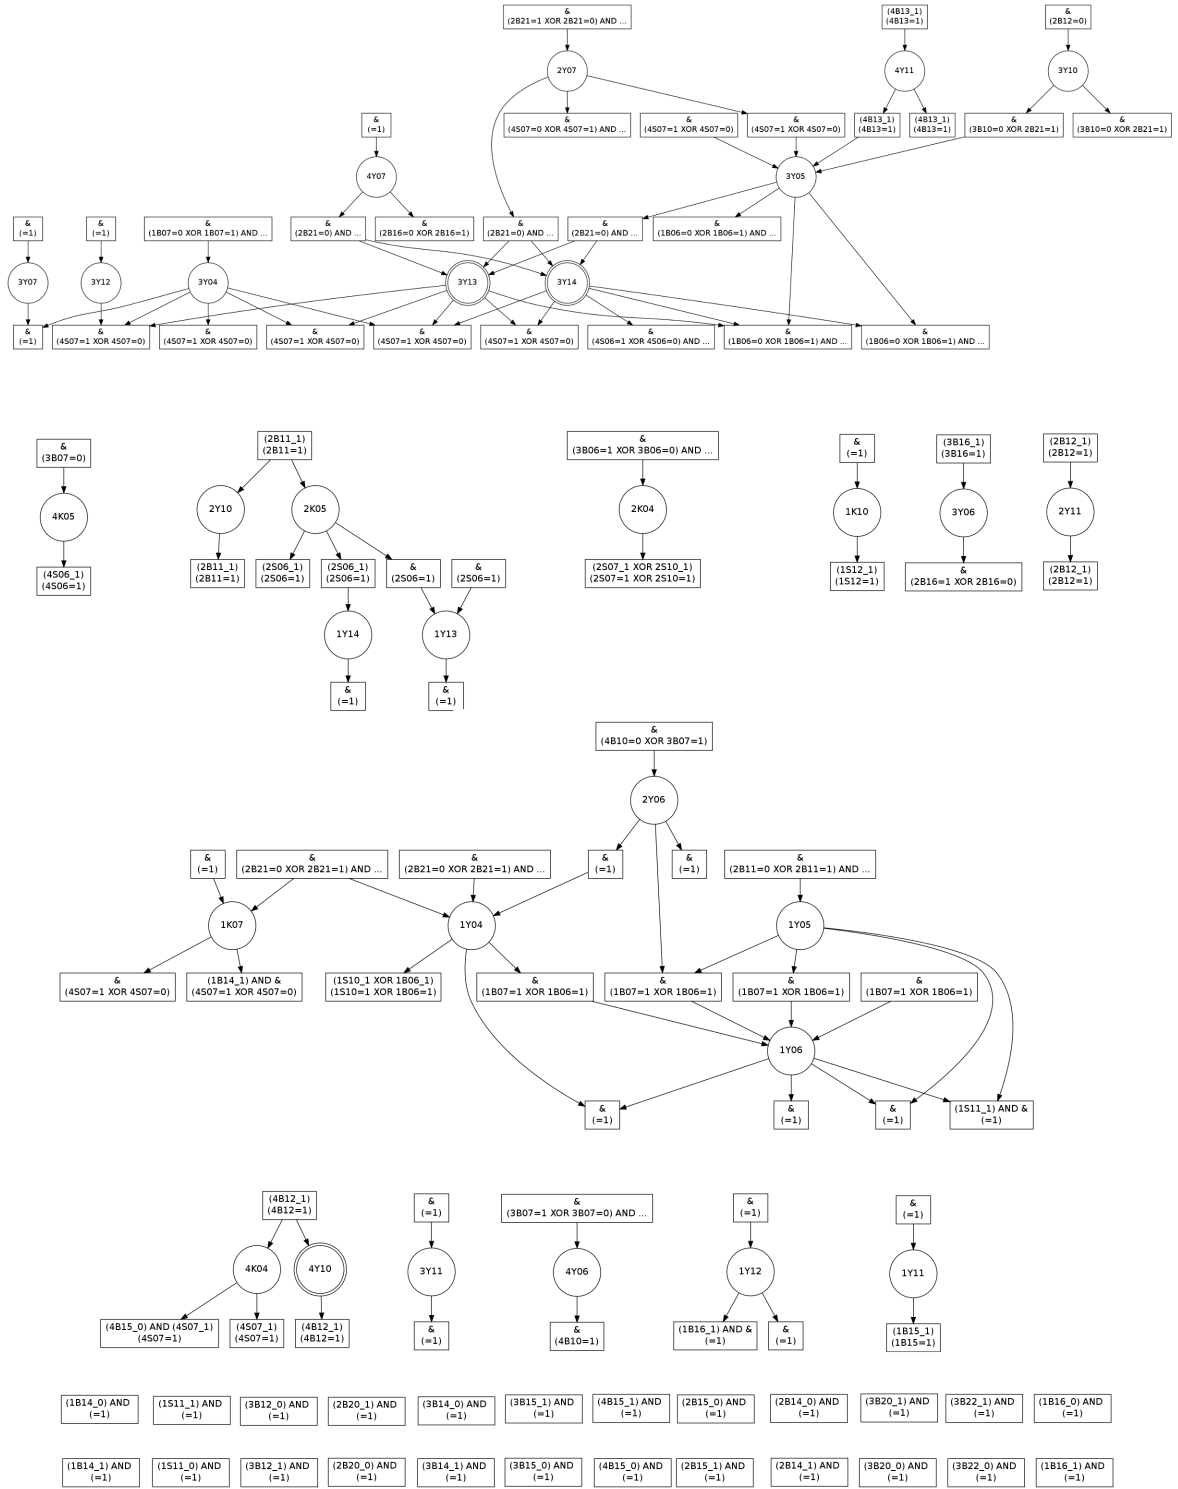 &
(2B21=1 XOR 2B21=0) AND ...
(4B13_1)
(4B13=1)
&
(2B12=0)
2Y07
4Y11
3Y10
&
(=1)
&
(4S07=0 XOR 4S07=1) AND ...
&
(4S07=1 XOR 4S07=0)
&
(4S07=1 XOR 4S07=0)
(4B13_1)
(4B13=1)
(4B13_1)
(4B13=1)
&
(3B10=0 XOR 2B21=1)
&
(3B10=0 XOR 2B21=1)
4Y07
3Y05
&
(=1)
&
(=1)
&
(1B07=0 XOR 1B07=1) AND ...
&
(2B21=0) AND ...
&
(2B16=0 XOR 2B16=1)
&
(2B21=0) AND ...
&
(2B21=0) AND ...
&
(1B06=0 XOR 1B06=1) AND ...
3Y07
3Y12
3Y04
3Y13
3Y14
&
(=1)
&
(4S07=1 XOR 4S07=0)
&
(4S07=1 XOR 4S07=0)
&
(4S07=1 XOR 4S07=0)
&
(4S07=1 XOR 4S07=0)
&
(4S07=1 XOR 4S07=0)
&
(4S06=1 XOR 4S06=0) AND ...
&
(1B06=0 XOR 1B06=1) AND ...
&
(1B06=0 XOR 1B06=1) AND ...
&
(3B07=0)
(2B11_1)
(2B11=1)
&
(3B06=1 XOR 3B06=0) AND ...
&
(=1)
(3B16_1)
(3B16=1)
(2B12_1)
(2B12=1)
4K05
2Y10
2K05
2K04
1K10
3Y06
2Y11
(4S06_1)
(4S06=1)
(2B11_1)
(2B11=1)
(2S06_1)
(2S06=1)
(2S06_1)
(2S06=1)
&
(2S06=1)
&
(2S06=1)
(2S07_1 XOR 2S10_1)
(2S07=1 XOR 2S10=1)
(1S12_1)
(1S12=1)
&
(2B16=1 XOR 2B16=0)
(2B12_1)
(2B12=1)
1Y14
1Y13
&
(=1)
&
(=1)
&
(4B10=0 XOR 3B07=1)
2Y06
&
(=1)
&
(2B21=0 XOR 2B21=1) AND ...
&
(2B21=0 XOR 2B21=1) AND ...
&
(=1)
&
(=1)
&
(2B11=0 XOR 2B11=1) AND ...
1K07
1Y04
1Y05
&
(4S07=1 XOR 4S07=0)
(1B14_1) AND &
(4S07=1 XOR 4S07=0)
(1S10_1 XOR 1B06_1)
(1S10=1 XOR 1B06=1)
&
(1B07=1 XOR 1B06=1)
&
(1B07=1 XOR 1B06=1)
&
(1B07=1 XOR 1B06=1)
&
(1B07=1 XOR 1B06=1)
1Y06
&
(=1)
&
(=1)
&
(=1)
(1S11_1) AND &
(=1)
(4B12_1)
(4B12=1)
&
(=1)
&
(3B07=1 XOR 3B07=0) AND ...
&
(=1)
&
(=1)
4K04
4Y10
3Y11
4Y06
1Y12
1Y11
(4B15_0) AND (4S07_1)
(4S07=1)
(4S07_1)
(4S07=1)
(4B12_1)
(4B12=1)
&
(=1)
&
(4B10=1)
(1B16_1) AND &
(=1)
&
(=1)
(1B15_1)
(1B15=1)
(1B14_0) AND
(=1)
(1S11_1) AND
(=1)
(3B12_0) AND
(=1)
(2B20_1) AND
(=1)
(3B14_0) AND
(=1)
(3B15_1) AND
(=1)
(4B15_1) AND
(=1)
(2B15_0) AND
(=1)
(2B14_0) AND
(=1)
(3B20_1) AND
(=1)
(3B22_1) AND
(=1)
(1B16_0) AND
(=1)
(1B14_1) AND
(=1)
(1S11_0) AND
(=1)
(3B12_1) AND
(=1)
(2B20_0) AND
(=1)
(3B14_1) AND
(=1)
(3B15_0) AND
(=1)
(4B15_0) AND
(=1)
(2B15_1) AND
(=1)
(2B14_1) AND
(=1)
(3B20_0) AND
(=1)
(3B22_0) AND
(=1)
(1B16_1) AND
(=1)